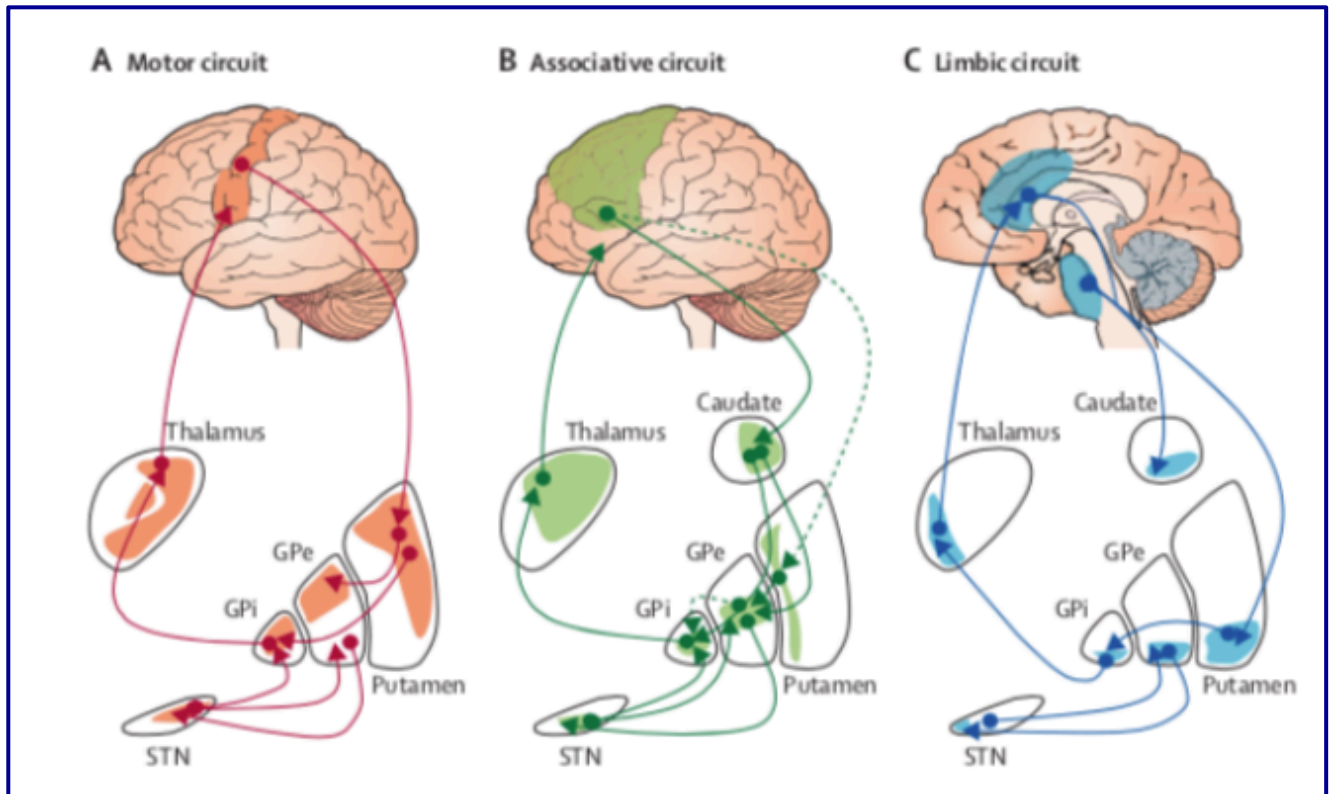 A Motor circuit
B Associative circuit
C Limbic circuit
Thalamus
GPe
GPi
Putamen
STN
Caudate
Thalamus
GPe
GPi
Putamen
STN
Caudate
Thalamus
GPe
GPi
Putamen
STN